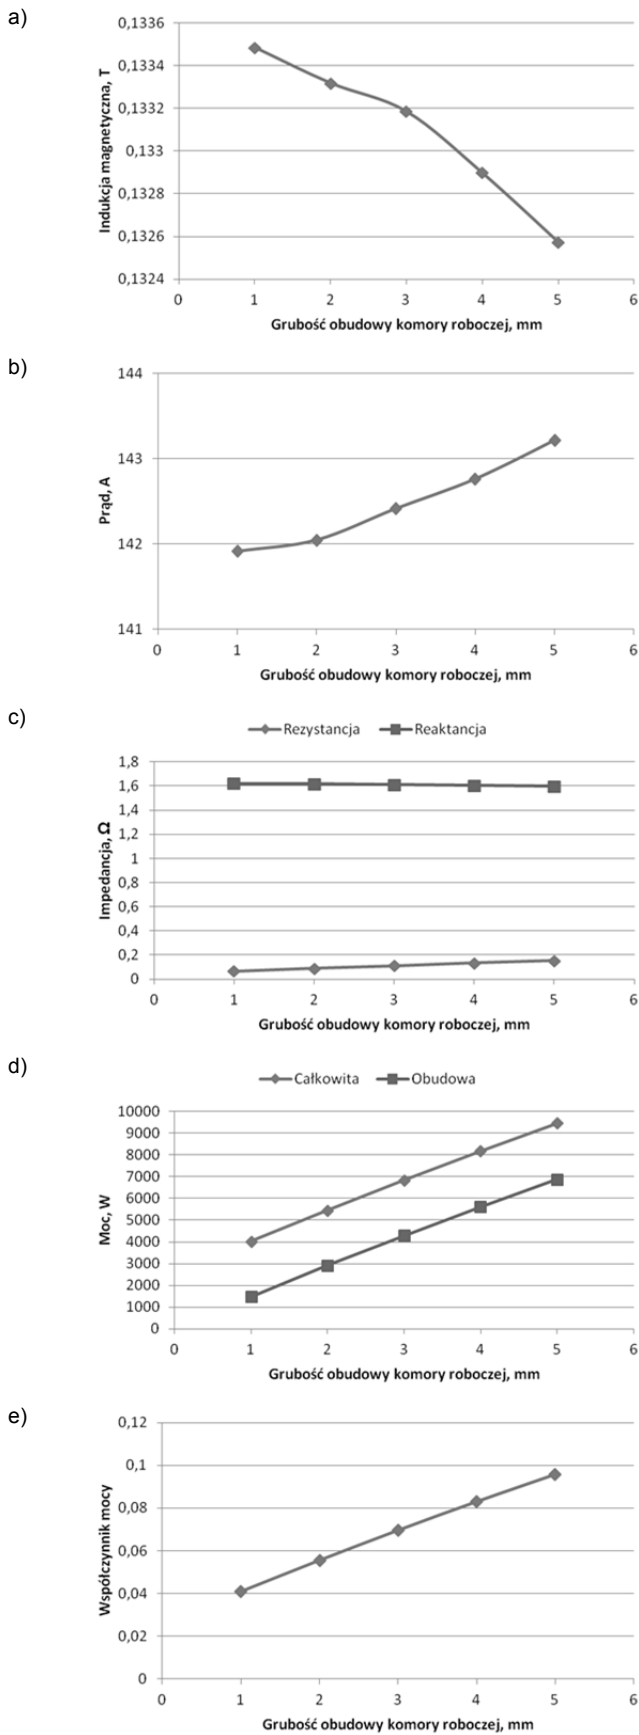 a)
0,1336
0,1334
0,1332
0,133
0,1328
0,1326
0,1324
Indukcja magnetyczna, T
0 1 2 3 4 5 6
Grubość obudowy komory roboczej, mm
b)
144
143
142
141
Prąd, A
0 1 2 3 4 5 6
Grubość obudowy komory roboczej, mm
c)
Rezystancja Reaktancja
1,8
1,6
1,4
1,2
1
0,8
0,6
0,4
0,2
0
Impedancja, Ω
0 1 2 3 4 5 6
Grubość obudowy komory roboczej, mm
d)
Całkowita Obudowa
10000
9000
8000
7000
6000
5000
4000
3000
2000
1000
0
Moc, W
0 1 2 3 4 5 6
Grubość obudowy komory roboczej, mm
e)
0,12
0,1
0,08
0,06
0,04
0,02
0
Współczynnik mocy
0 1 2 3 4 5 6
Grubość obudowy komory roboczej, mm